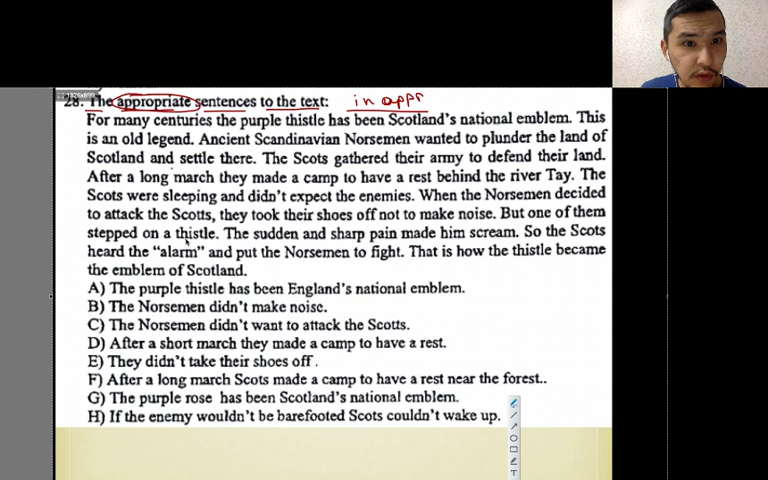 28. The appropriate sentences to the text: in appr
For many centuries the purple thistle has been Scotland's national emblem. This
is an old legend. Ancient Scandinavian Norsemen wanted to plunder the land of
Scotland and settle there. The Scots gathered their army to defend their land.
After a long march they made a camp to have a rest behind the river Tay. The
Scots were sleeping and didn't expect the enemies. When the Norsemen decided
to attack the Scotts, they took their shoes off not to make noise. But one of them
stepped on a thistle. The sudden and sharp pain made him scream. So the Scots
heard the "alarm" and put the Norsemen to fight. That is how the thistle became
the emblem of Scotland.
A) The purple thistle has been England's national emblem.
B) The Norsemen didn't make noise.
C) The Norsemen didn't want to attack the Scotts.
D) After a short march they made a camp to have a rest.
E) They didn't take their shoes off .
F) After a long march Scots made a camp to have a rest near the forest..
G) The purple rose has been Scotland's national emblem.
H) If the enemy wouldn't be barefooted Scots couldn't wake up.
T